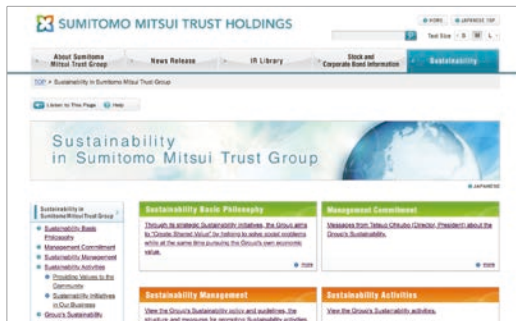 SUMITOMO MITSUI TRUST HOLDINGS
HOME
JAPANESE TOP
Text Size S M L
About Sumitomo
Mitsui Trust Group
News Release
IR Library
Stock and
Corporate Bond Information
Sustainability
TOP > Sustainability in Sumitomo Mitsui Trust Group
Listen to This Page
Help
Sustainability
in Sumitomo Mitsui Trust Group
JAPANESE
Sustainability in
Sumitomo Mitsui Trust Group
Sustainability Basic
Philosophy
Management Commitment
Sustainability Management
Sustainability Activities
Providing Values to the
Community
Sustainability Initiatives
in Our Business
Group's Sustainability
Sustainability Basic Philosophy
Through its strategic Sustainability initiatives, the Group aims
to "Create Shared Value" by helping to solve social problems
while at the same time pursuing the Group's own economic
value.
more
Management Commitment
Messages from Tetsuo Ohkubo (Director, President) about the
Group's Sustainability.
more
Sustainability Management
View the Group's Sustainability policy and guidelines, the
structure and measures for promoting Sustainability activities
Sustainability Activities
View the Group's Sustainability activities.